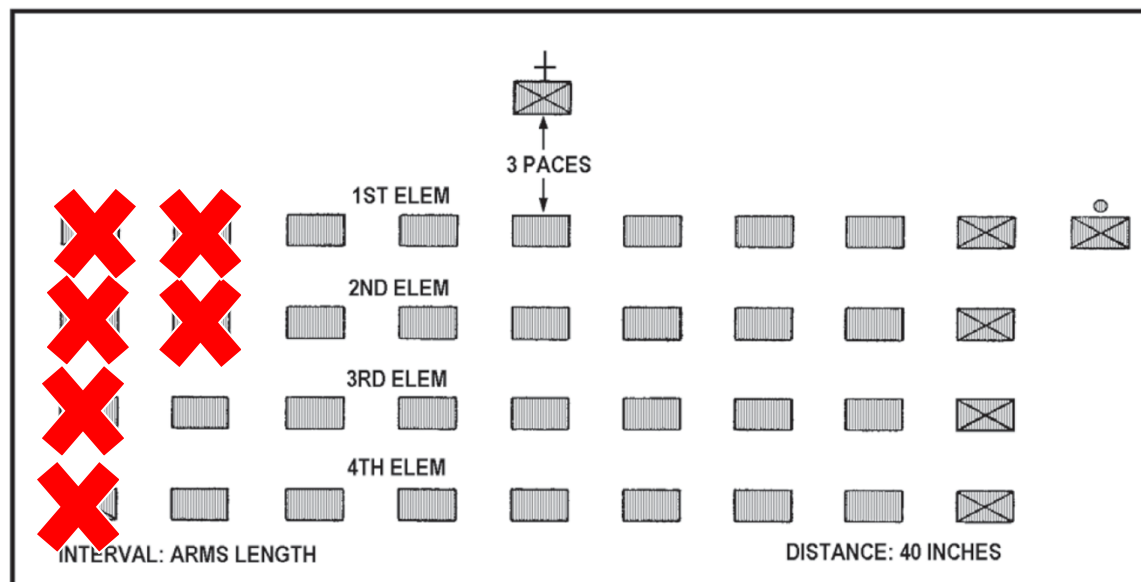 3 PACES
1ST ELEM
2ND ELEM
3RD ELEM
4TH ELEM
INTERVAL: ARMS LENGTH
DISTANCE: 40 INCHES